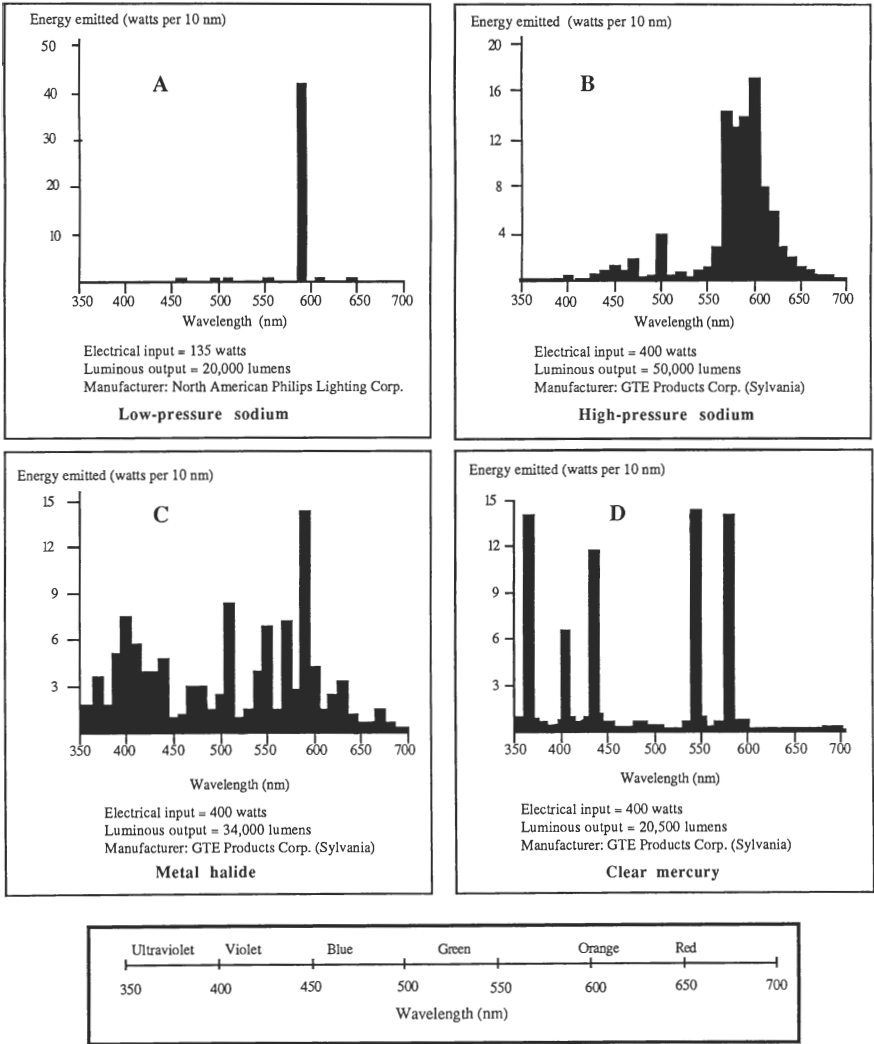 Energy emitted (watts per 10 nm)
A
50
40
30
20
10
350 400 450 500 550 600 650 700
Wavelength (nm)
Electrical input = 135 watts
Luminous output = 20,000 lumens
Manufacturer: North American Philips Lighting Corp.
Low-pressure sodium
Energy emitted (watts per 10 nm)
B
20
16
12
8
4
350 400 450 500 550 600 650 700
Wavelength (nm)
Electrical input = 400 watts
Luminous output = 50,000 lumens
Manufacturer: GTE Products Corp. (Sylvania)
High-pressure sodium
Energy emitted (watts per 10 nm)
C
15
12
9
6
3
350 400 450 500 550 600 650 700
Wavelength (nm)
Electrical input = 400 watts
Luminous output = 34,000 lumens
Manufacturer: GTE Products Corp. (Sylvania)
Metal halide
Energy emitted (watts per 10 nm)
D
15
12
9
6
3
350 400 450 500 550 600 650 700
Wavelength (nm)
Electrical input = 400 watts
Luminous output = 20,500 lumens
Manufacturer: GTE Products Corp. (Sylvania)
Clear mercury
Ultraviolet Violet Blue Green Orange Red
350 400 450 500 550 600 650 700
Wavelength (nm)